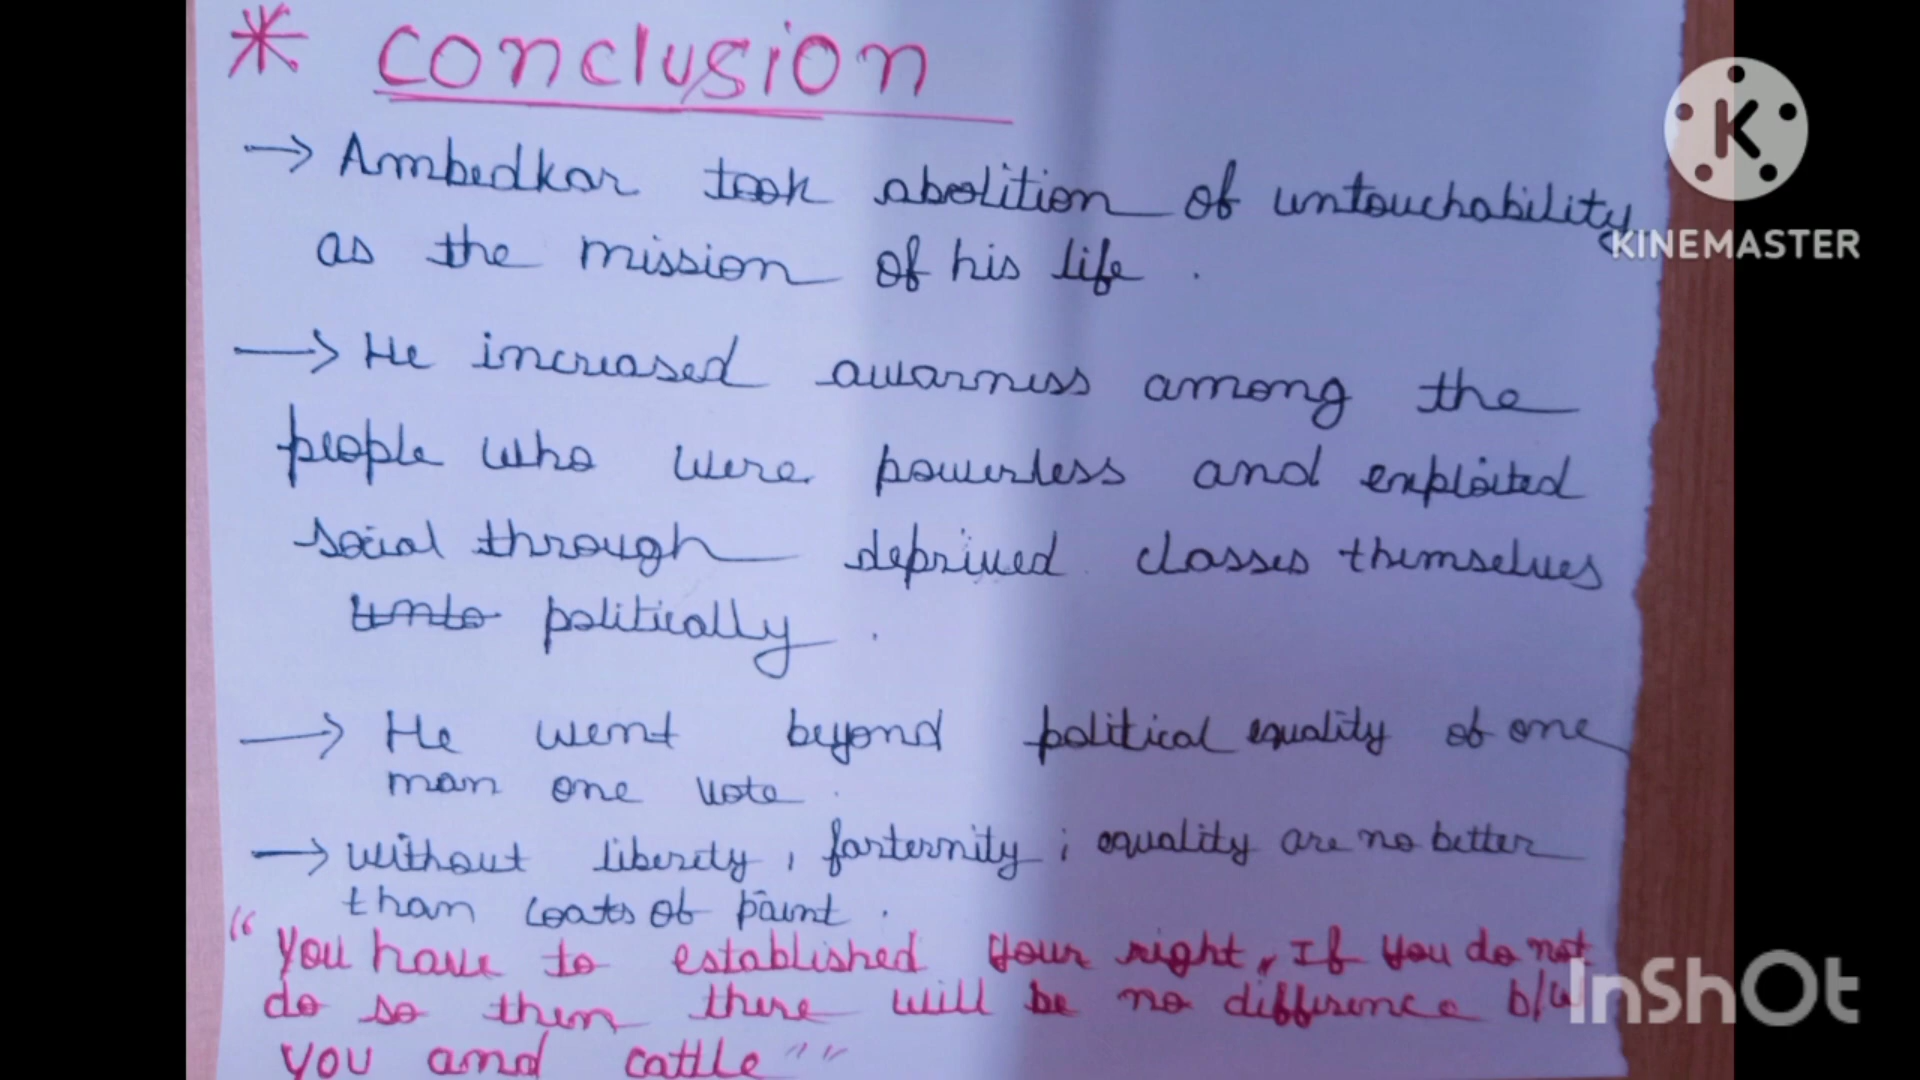 * Conclusion
→ Ambedkar took abolition of untouchability
as the mission of his life .
→ He increased awarness among the
people who were powerless and exploited
social through deprived classes themselves
unto politically .
→ He went beyond political equality of one
man one vote .
→ without liberty , farternity ; equality are no better
than coats of paint .
“ you have to established your right, If you do not
do so then there will be no difference b/w
you and cattle ””
K
KINEMASTER
InShOt